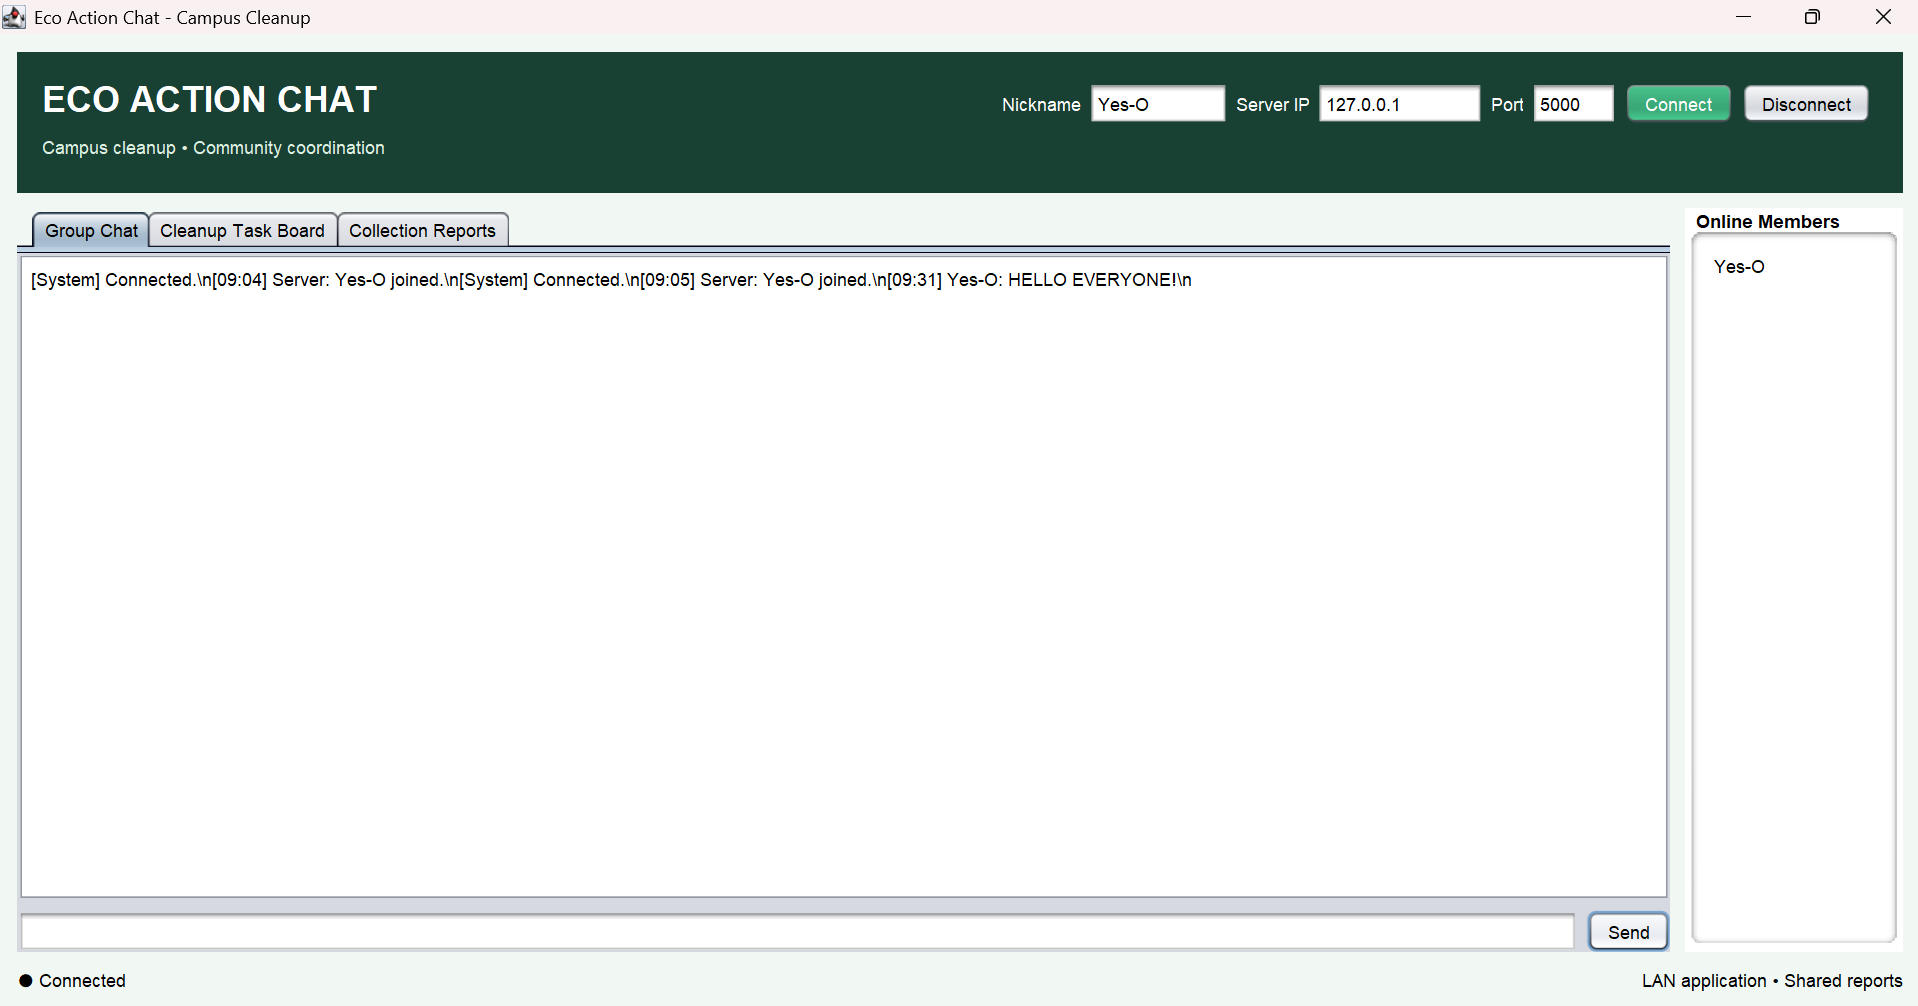 Eco Action Chat - Campus Cleanup
ECO ACTION CHAT
Campus cleanup • Community coordination
Nickname Yes-O Server IP 127.0.0.1 Port 5000 Connect Disconnect
Group Chat Cleanup Task Board Collection Reports
[System] Connected.\n[09:04] Server: Yes-O joined.\n[System] Connected.\n[09:05] Server: Yes-O joined.\n[09:31] Yes-O: HELLO EVERYONE!\n
Send
Online Members
Yes-O
Connected
LAN application • Shared reports